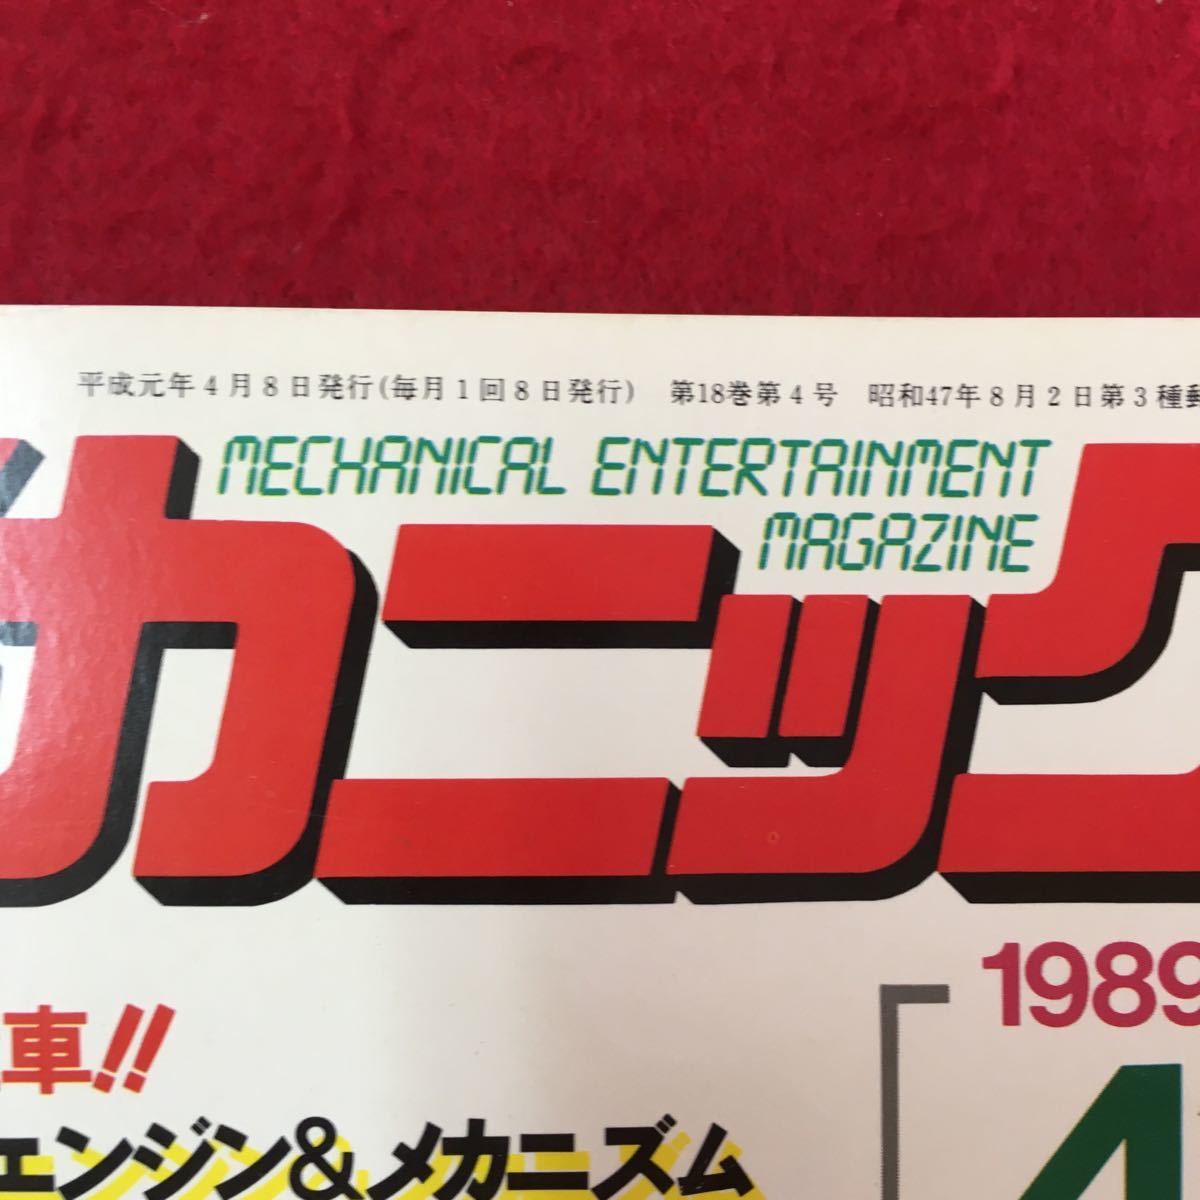 平成元年4月8日発行(毎月1回8日発行) 第18巻第4号 昭和47年8月2日第3種郵
MECHANICAL ENTERTAINMENT
MAGAZINE
カニック
1989
4
車!!
エンジン&メカニズム